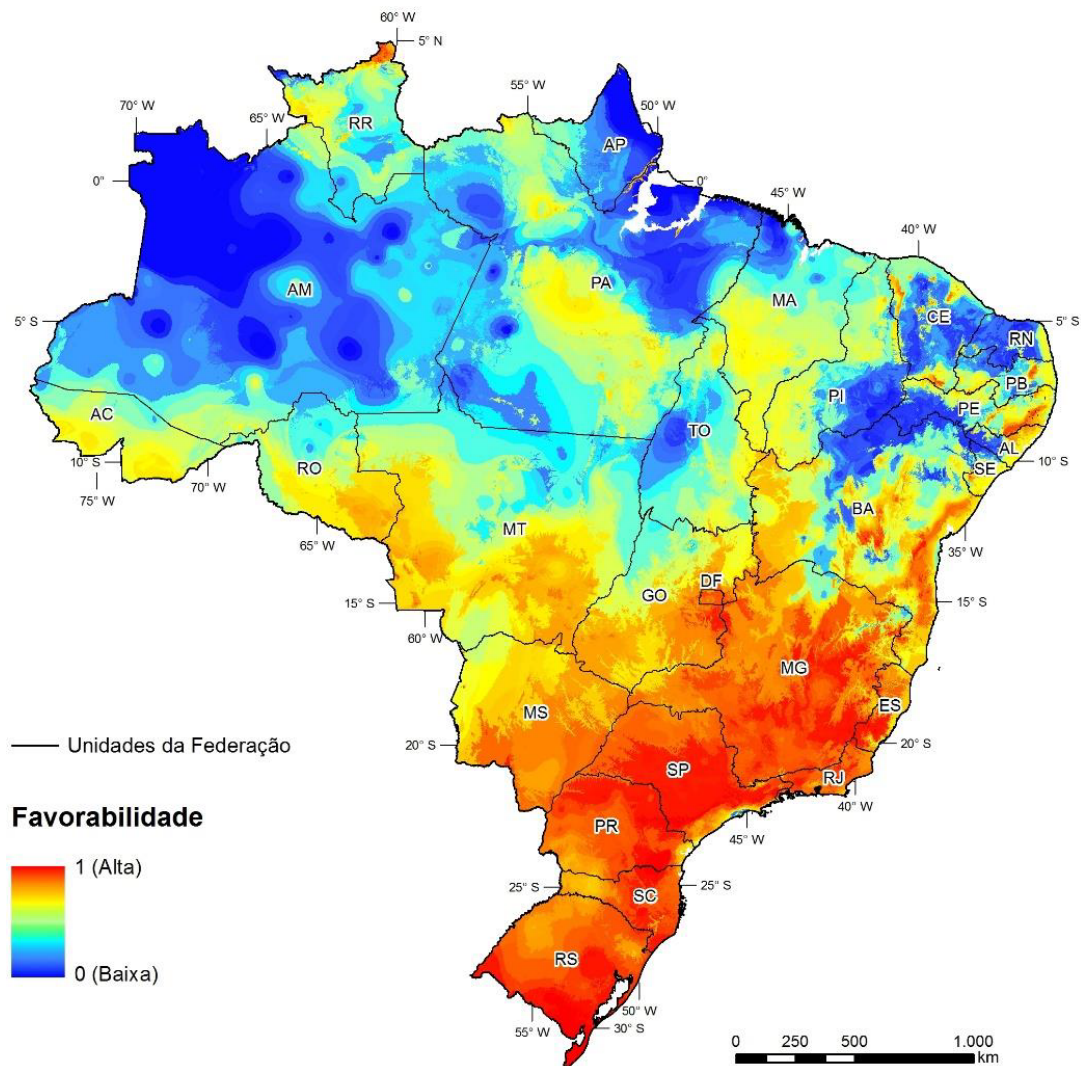 60° W
5° N
70° W
65° W
55° W
50° W
RR
AP
0°
0°
45° W
40° W
AM
PA
MA
CE
5° S
5° S
RN
PB
PI
PE
AC
TO
AL
RO
SE
10° S
10° S
75° W
70° W
BA
MT
65° W
35° W
DF
GO
15° S
15° S
60° W
MG
ES
MS
Unidades da Federação
20° S
20° S
SP
RJ
40° W
Favorabilidade
PR
45° W
1 (Alta)
25° S
25° S
SC
RS
0 (Baixa)
50° W
55° W
30° S
0 250 500 1.000
km